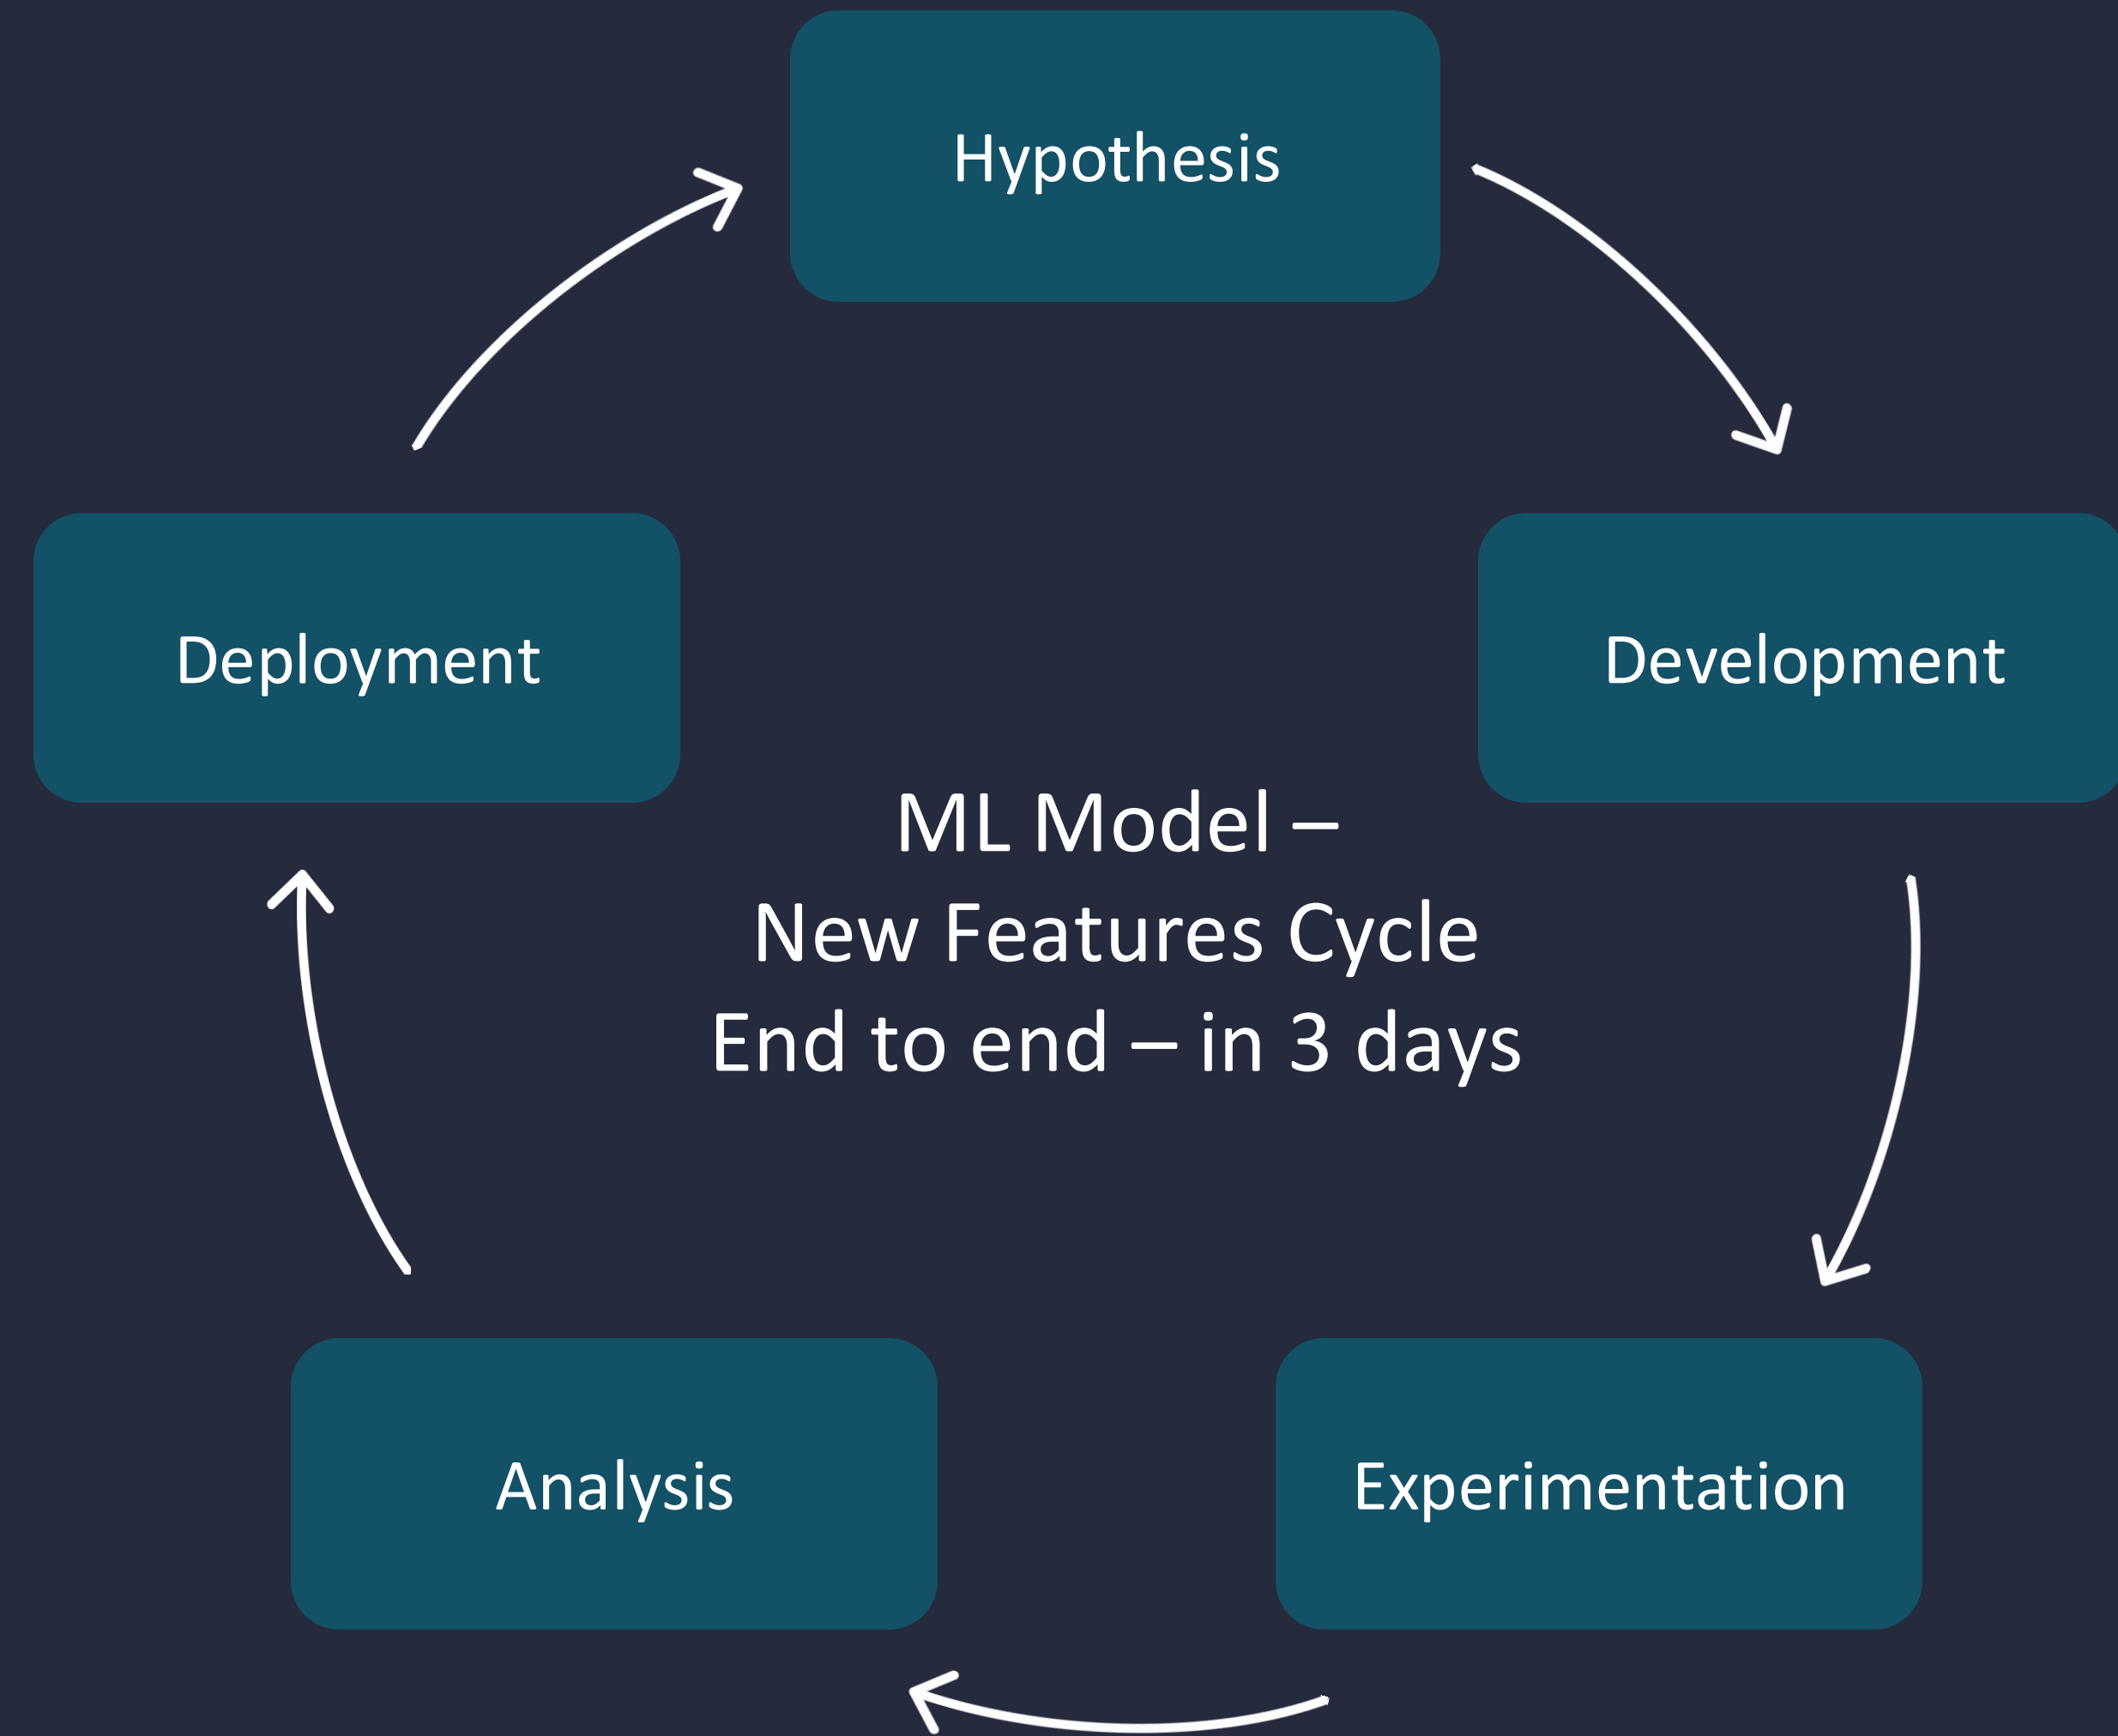 Hypothesis
Deployment
Development
ML Model –
New Features Cycle
End to end – in 3 days
Analysis
Experimentation